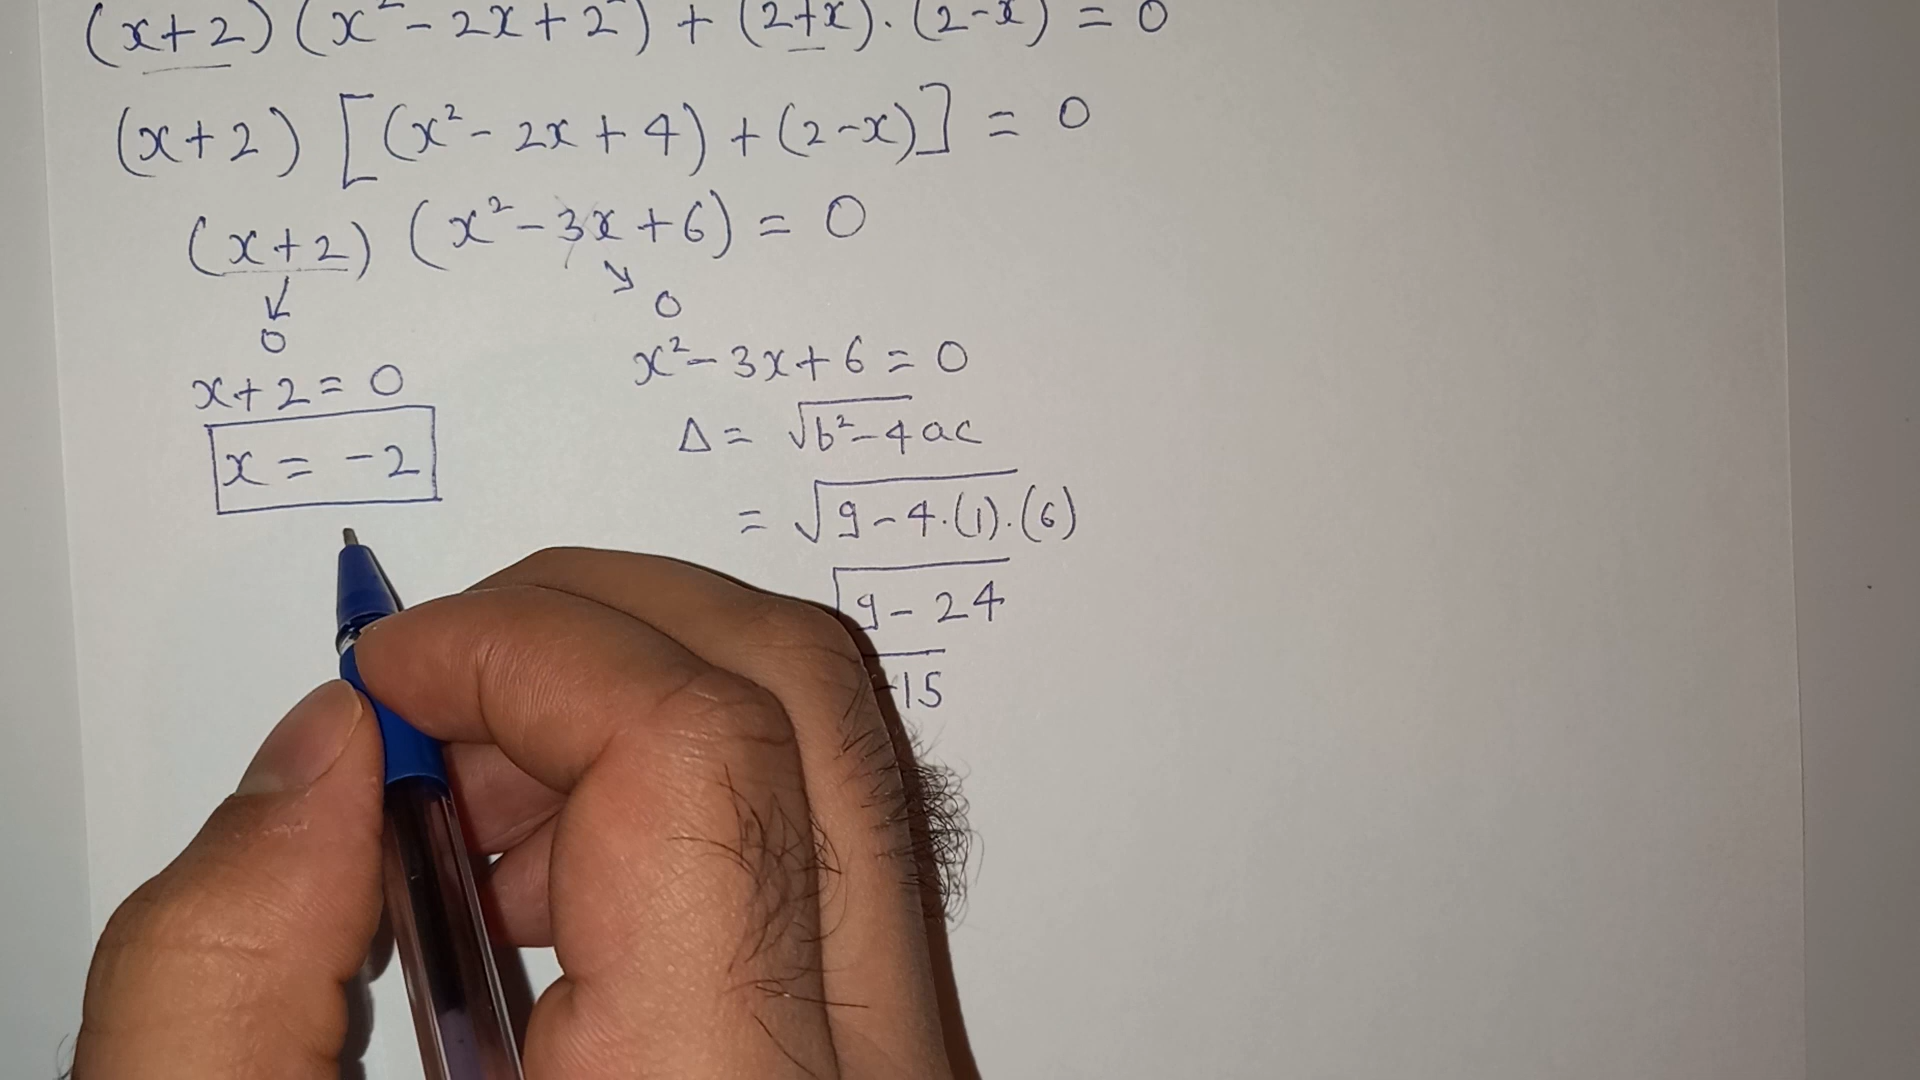 (x+2) (x²-2x+2²) + (2+x).(2-x) = 0
(x+2) [(x²-2x+4)+(2-x)] = 0
(x+2) (x²-3x+6) = 0
0
0
x+2=0
x = -2
x²-3x+6=0
Δ = √b²-4ac
= √9-4.(1).(6)
√9-24
-15